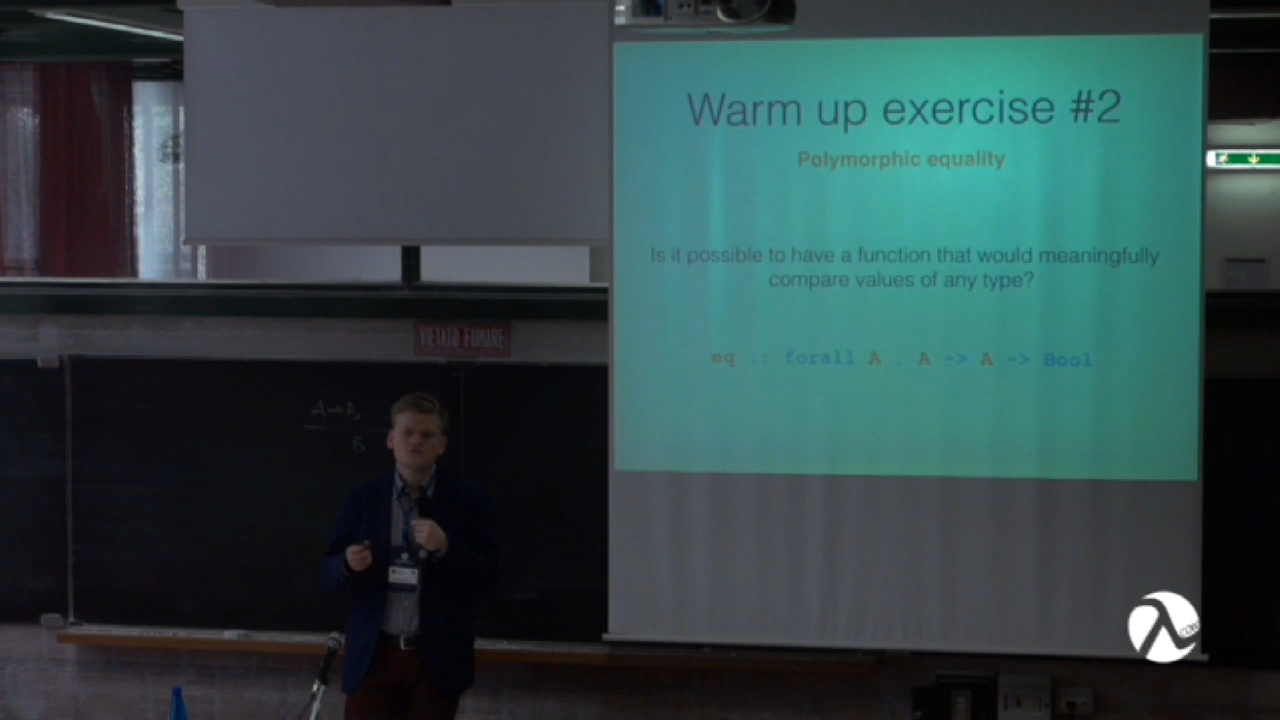 Warm up exercise #2
Polymorphic equality
Is it possible to have a function that would meaningfully
compare values of any type?
eq :: forall A . A -> A -> Bool
VIETATO FUMARE
B
λCON